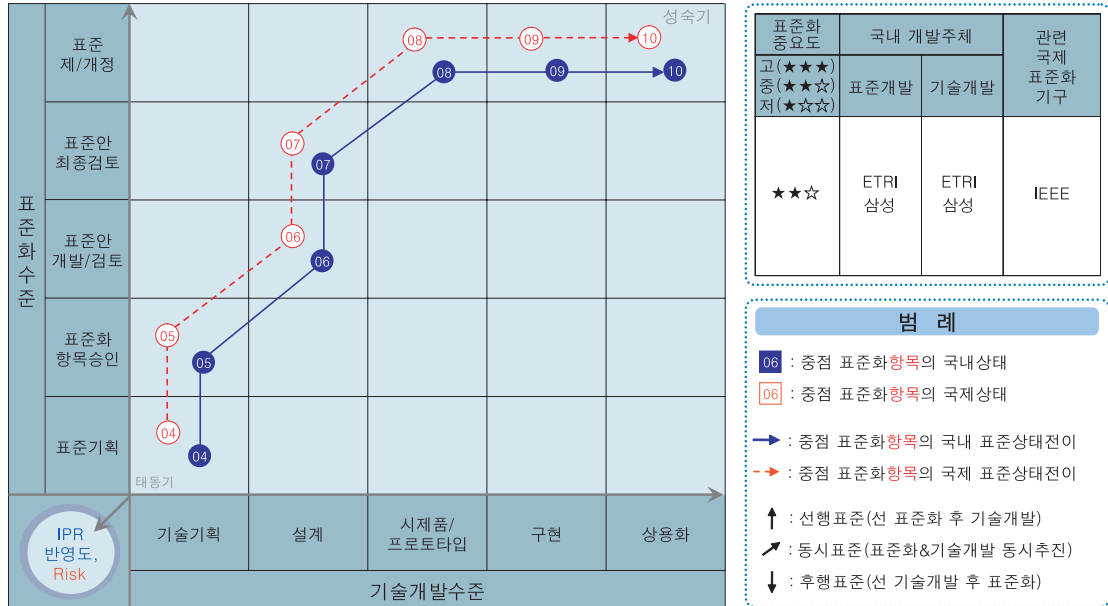 성숙기
표준
제/개정
08
09
10
08
09
10
표준안
최종검토
07
07
표준화수준
표준안
개발/검토
06
06
표준화
항목승인
05
05
표준기획
04
04
태동기
IPR
반영도,
Risk
기술기획
설계
시제품/
프로토타입
구현
상용화
기술개발수준
표준화
중요도
국내 개발주체
관련
국제
표준화
기구
고(★★★)
중(★★☆)
저(★☆☆)
표준개발
기술개발
★★☆
ETRI
삼성
ETRI
삼성
IEEE
범 례
06 : 중점 표준화항목의 국내상태
06 : 중점 표준화항목의 국제상태
: 중점 표준화항목의 국내 표준상태전이
: 중점 표준화항목의 국제 표준상태전이
: 선행표준(선 표준화 후 기술개발)
: 동시표준(표준화&기술개발 동시추진)
: 후행표준(선 기술개발 후 표준화)